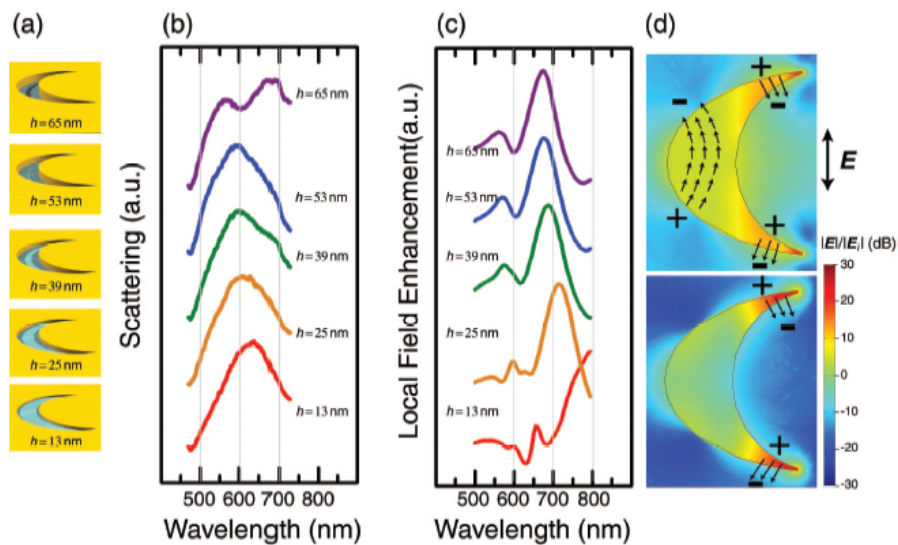 (a)
h = 65 nm
h = 53 nm
h = 39 nm
h = 25 nm
h = 13 nm
(b)
Scattering (a.u.)
h = 65 nm
h = 53 nm
h = 39 nm
h = 25 nm
h = 13 nm
500 600 700 800
Wavelength (nm)
(c)
Local Field Enhancement(a.u.)
h = 65 nm
h = 53 nm
h = 39 nm
h = 25 nm
h = 13 nm
500 600 700 800
Wavelength (nm)
(d)
+
−
−
+
+
−
E
|E|/|Ei| (dB)
30
20
10
0
-10
-20
-30
+
−
+
−